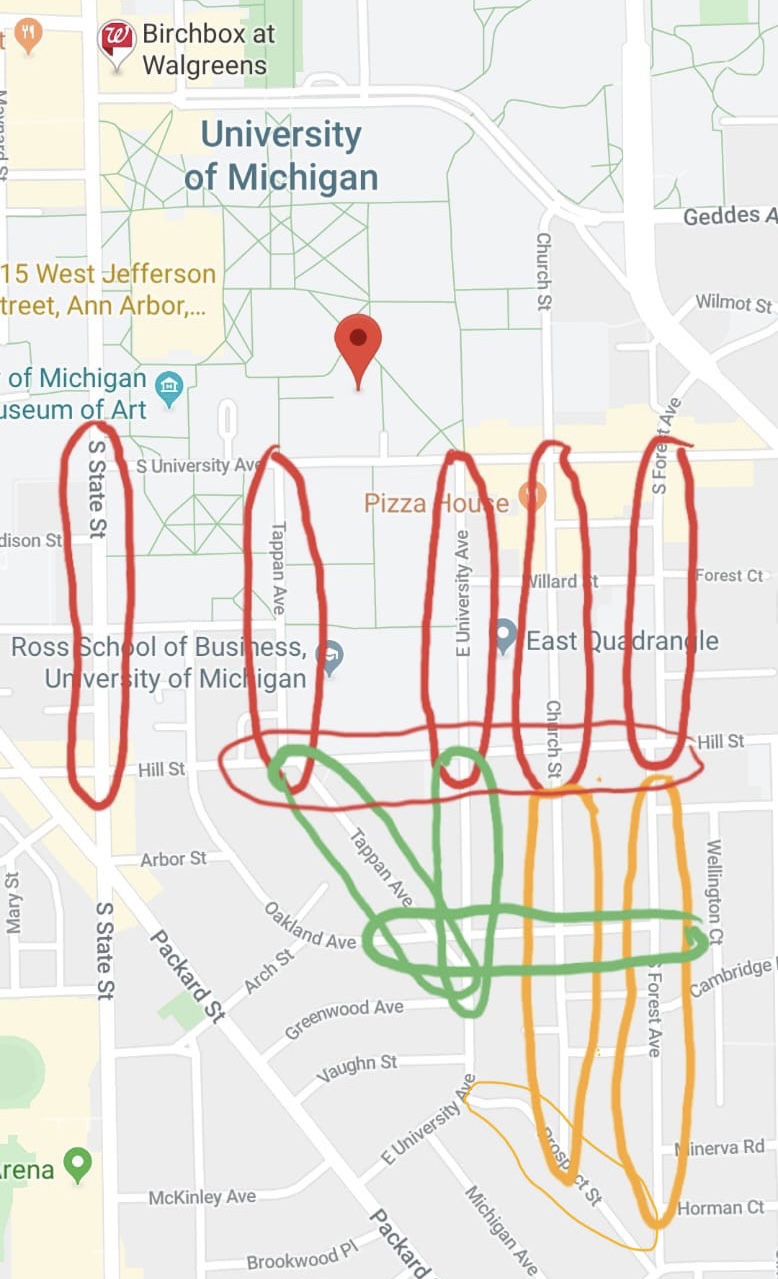 Birchbox at
Walgreens
University
of Michigan
Geddes A
Church St
15 West Jefferson
treet, Ann Arbor,...
Wilmot St
of Michigan
useum of Art
S Forest Ave
S State St
S University Ave
Pizza House
dison St
Tappan Ave
E University Ave
Willard St
Forest Ct
Ross School of Business,
University of Michigan
East Quadrangle
Church St
Hill St
Hill St
Tappan Ave
Wellington Ct
Arbor St
Mary St
S State St
Packard St
Oakland Ave
Arch St
Cambridge
S Forest Ave
Greenwood Ave
Vaughn St
E University Ave
Prospect St
Minerva Rd
rena
McKinley Ave
Michigan Ave
Horman Ct
Packard
Brookwood Pl